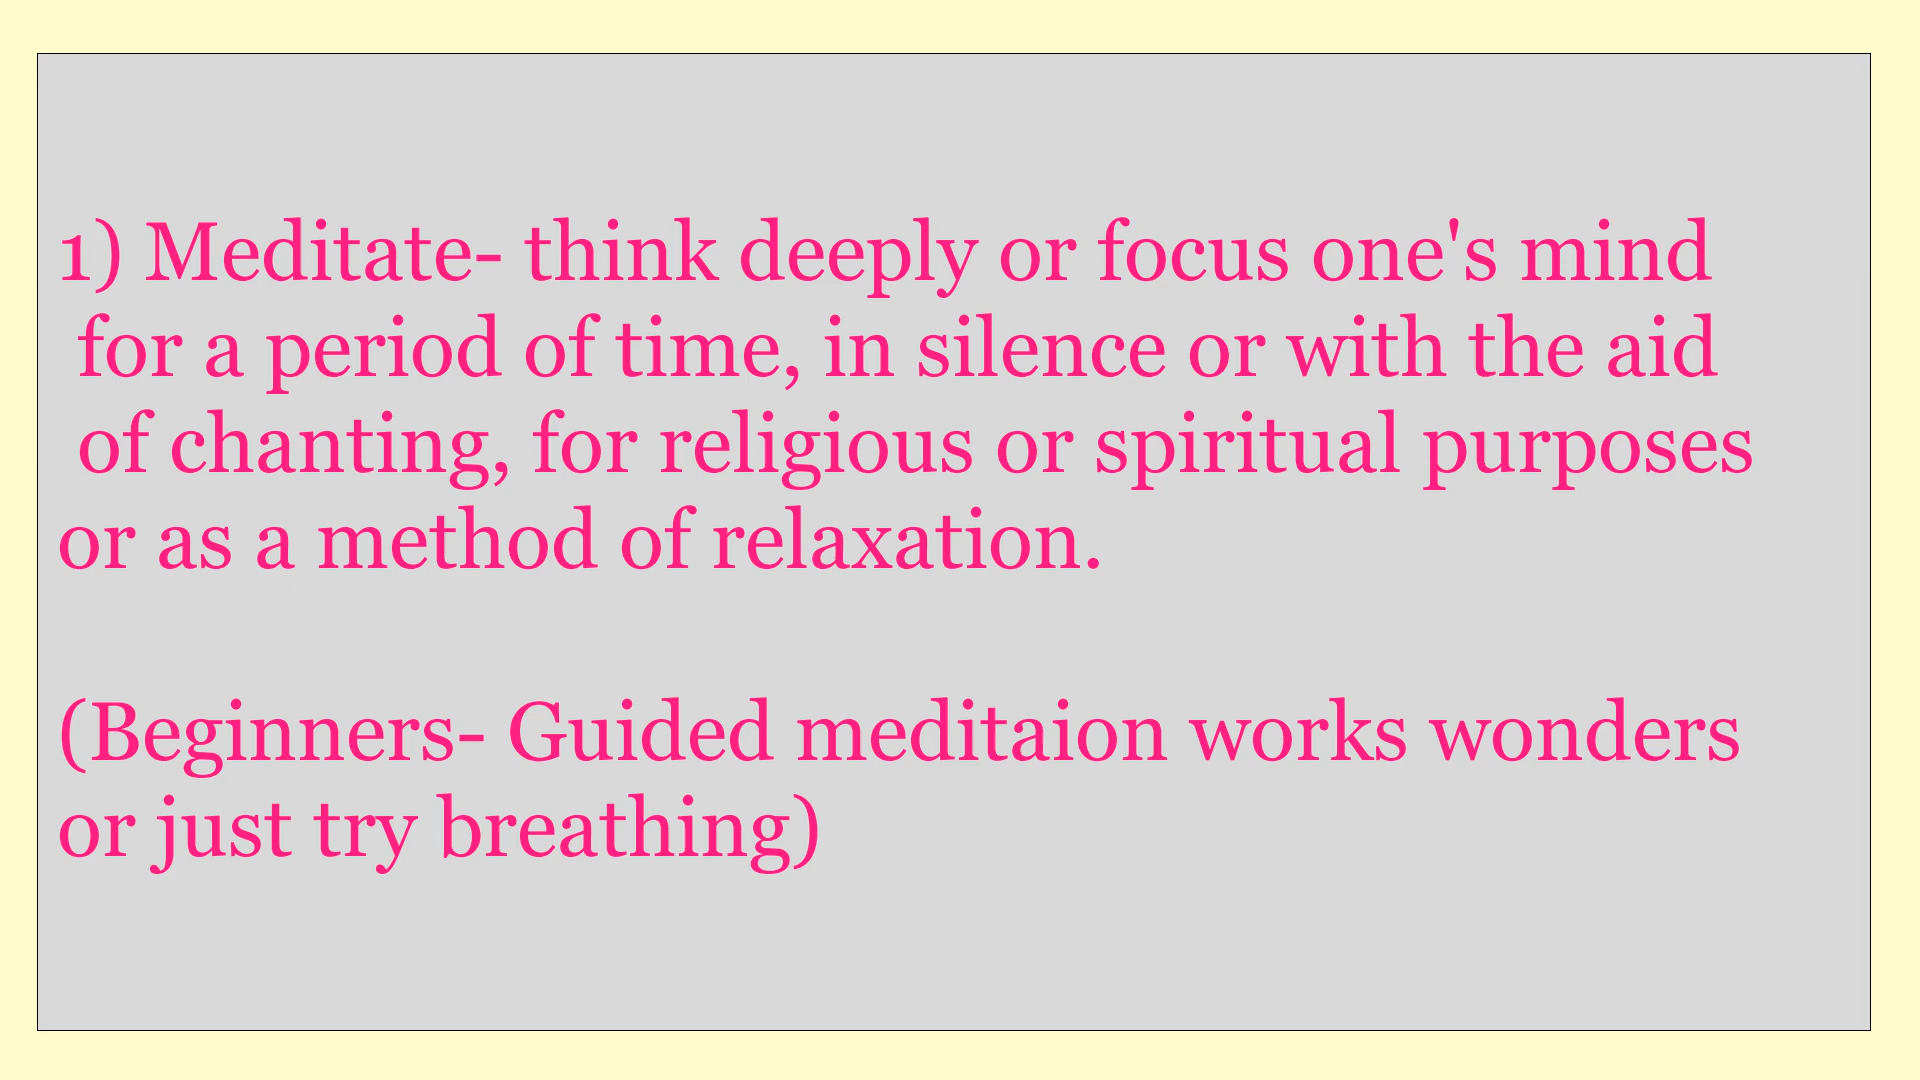 1) Meditate- think deeply or focus one's mind
for a period of time, in silence or with the aid
of chanting, for religious or spiritual purposes
or as a method of relaxation.
(Beginners- Guided meditaion works wonders
or just try breathing)